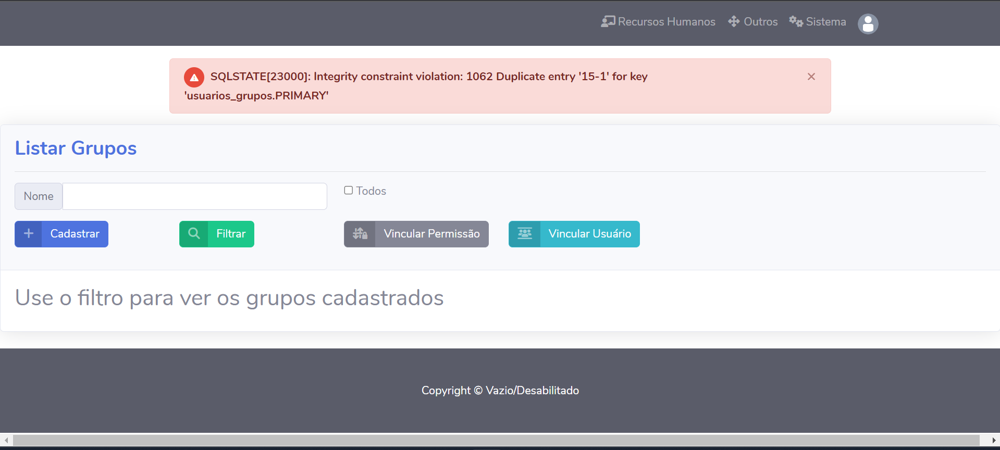 Recursos Humanos Outros Sistema
SQLSTATE[23000]: Integrity constraint violation: 1062 Duplicate entry '15-1' for key
'usuarios_grupos.PRIMARY'
×
Listar Grupos
Nome
Todos
Cadastrar Filtrar Vincular Permissão Vincular Usuário
Use o filtro para ver os grupos cadastrados
Copyright © Vazio/Desabilitado